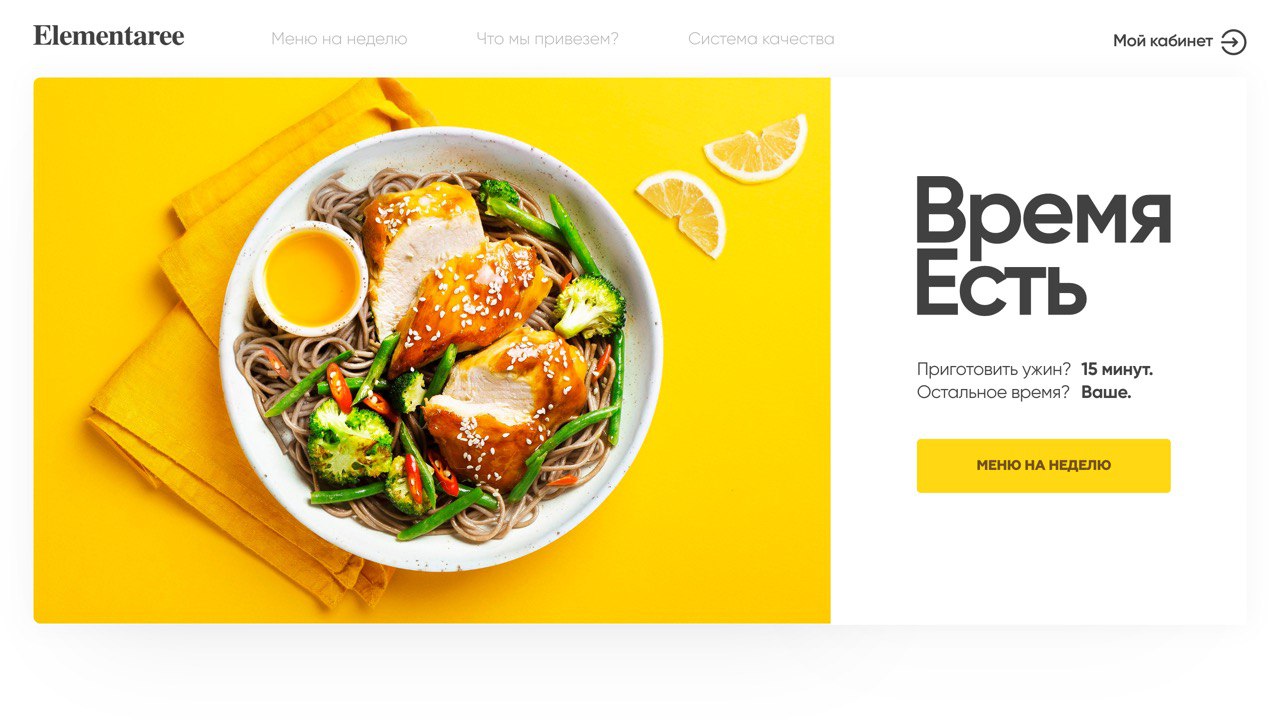 Elementaree
Меню на неделю
Что мы привезем?
Система качества
Мой кабинет
Время
Есть
Приготовить ужин? 15 минут.
Остальное время? Ваше.
МЕНЮ НА НЕДЕЛЮ